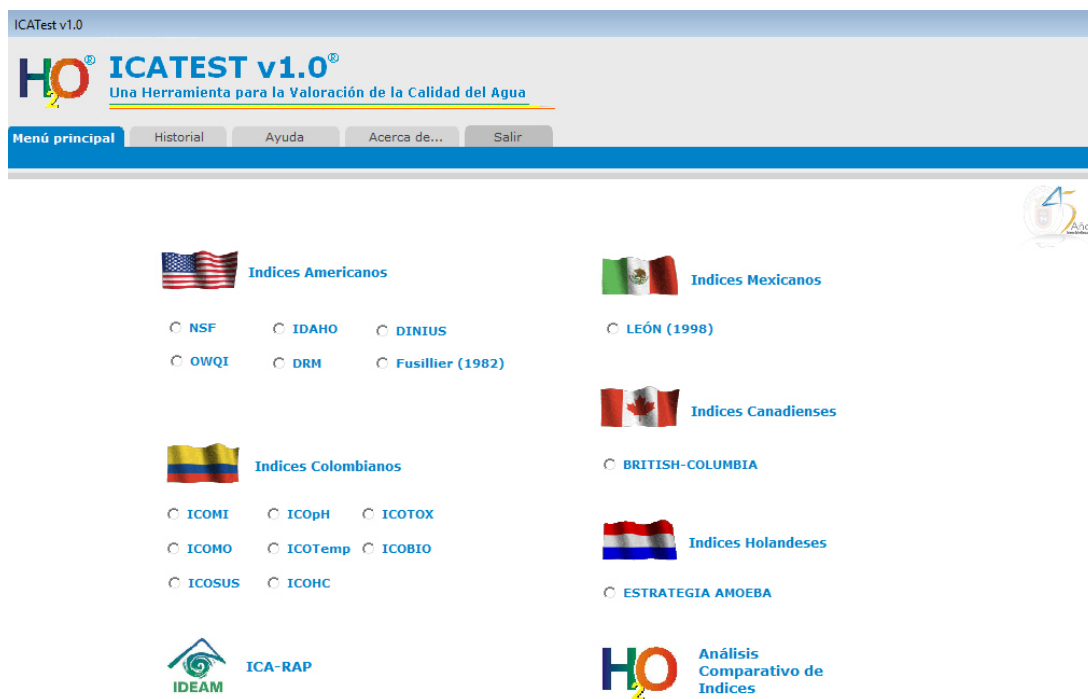 ICATest v1.0
H2O® ICATEST v1.0®
Una Herramienta para la Valoración de la Calidad del Agua
Menú principal Historial Ayuda Acerca de... Salir
45
Indices Americanos
NSF IDAHO DINIUS
OWQI DRM Fusillier (1982)
Indices Mexicanos
LEÓN (1998)
Indices Canadienses
BRITISH-COLUMBIA
Indices Colombianos
ICOMI ICOpH ICOTOX
ICOMO ICOTemp ICOBIO
ICOSUS ICOHC
Indices Holandeses
ESTRATEGIA AMOEBA
IDEAM
ICA-RAP
H2O
Análisis
Comparativo de
Indices